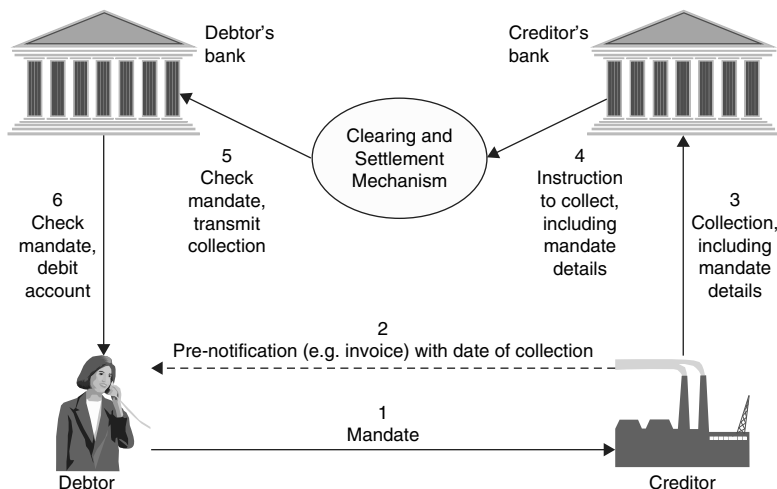 Debtor's
bank
Creditor's
bank
Clearing and
Settlement
Mechanism
5
Check
mandate,
transmit
collection
4
Instruction
to collect,
including
mandate
details
6
Check
mandate,
debit
account
3
Collection,
including
mandate
details
2
Pre-notification (e.g. invoice) with date of collection
1
Mandate
Debtor
Creditor